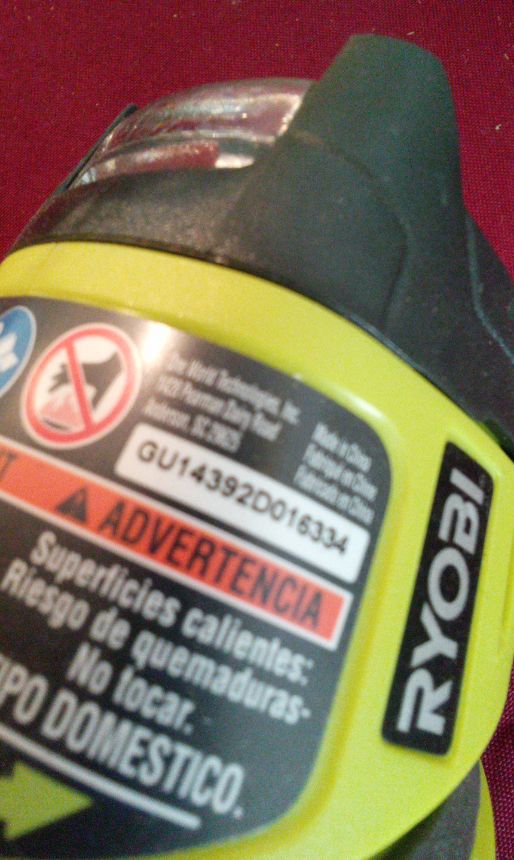 One World Technologies, Inc.
1428 Pearman Dairy Road
Anderson, SC 29625
Made in China
Fabriqué en Chine
Fabricado en China
GU14392D016334
ADVERTENCIA
Superficies calientes:
Riesgo de quemaduras-
No tocar.
IPO DOMESTICO.
RYOBI